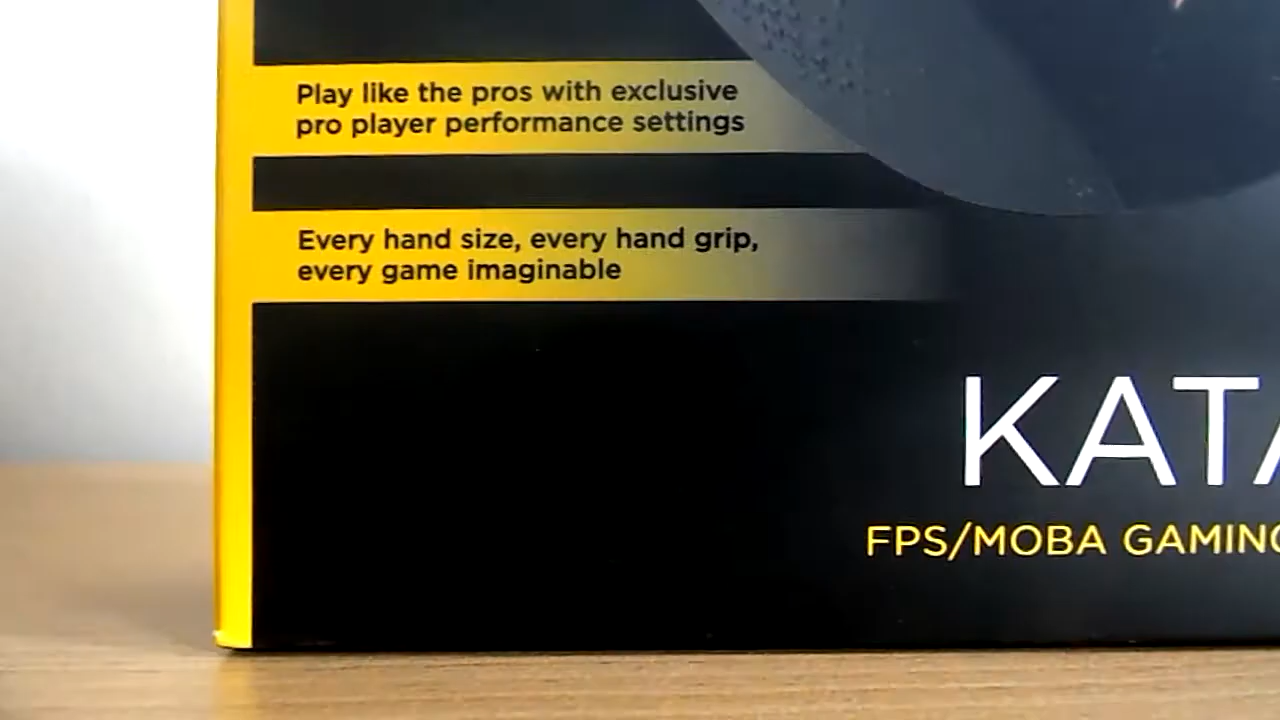 Play like the pros with exclusive
pro player performance settings
Every hand size, every hand grip,
every game imaginable
KATA
FPS/MOBA GAMING